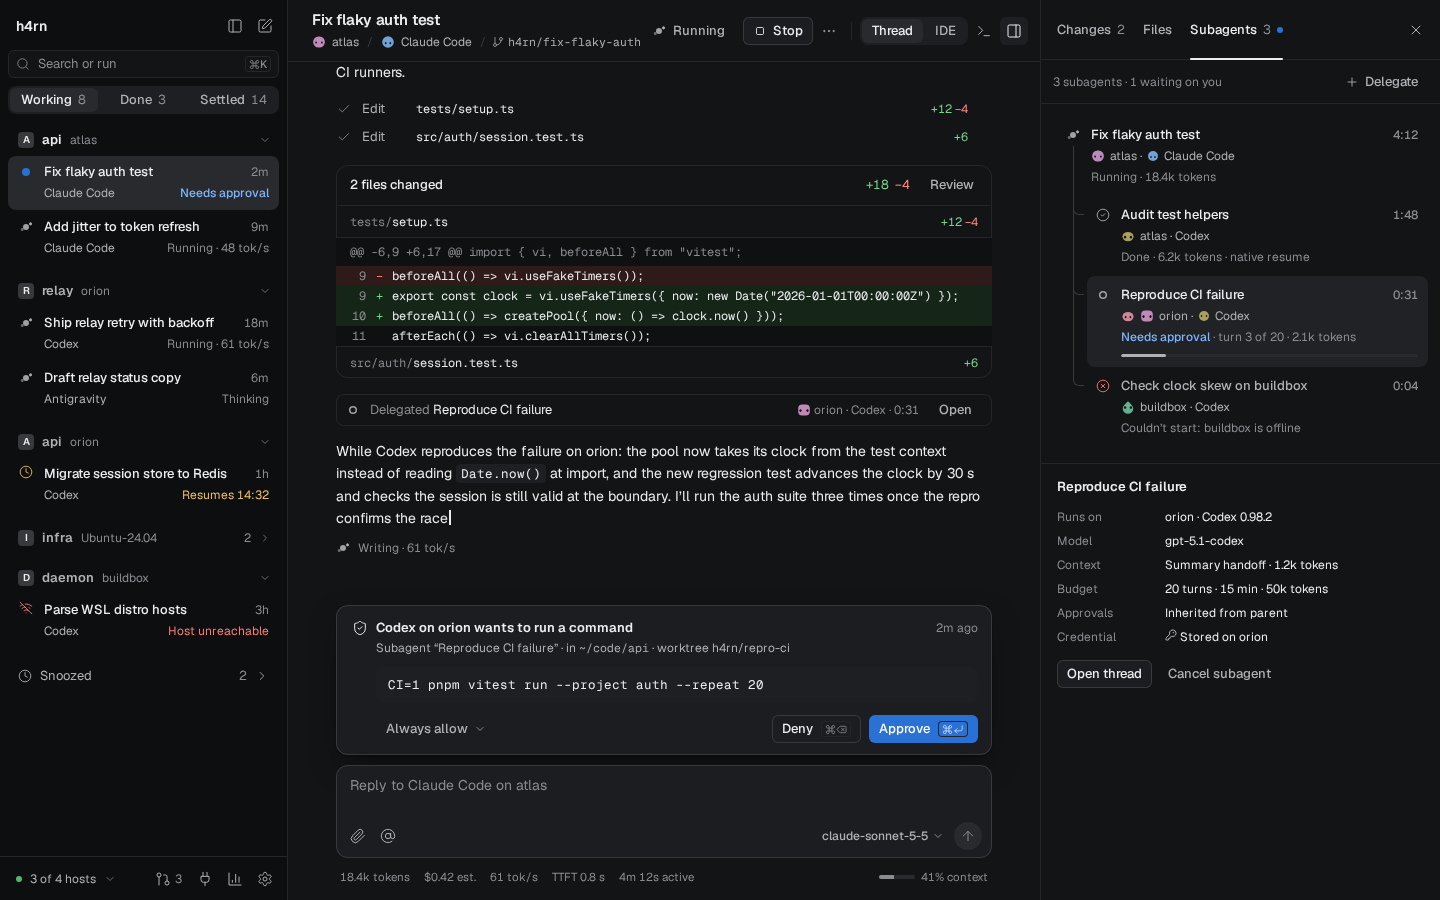 h4rn
Search or run ⌘K
Working 8 Done 3 Settled 14
A api atlas
Fix flaky auth test 2m
Claude Code Needs approval
Add jitter to token refresh 9m
Claude Code Running · 48 tok/s
R relay orion
Ship relay retry with backoff 18m
Codex Running · 61 tok/s
Draft relay status copy 6m
Antigravity Thinking
A api orion
Migrate session store to Redis 1h
Codex Resumes 14:32
I infra Ubuntu-24.04 2
D daemon buildbox
Parse WSL distro hosts 3h
Codex Host unreachable
Snoozed 2
3 of 4 hosts 3
Fix flaky auth test
atlas / Claude Code / h4rn/fix-flaky-auth
Running Stop Thread IDE
CI runners.
Edit tests/setup.ts +12 −4
Edit src/auth/session.test.ts +6
2 files changed +18 −4 Review
tests/setup.ts +12 −4
@@ -6,9 +6,17 @@ import { vi, beforeAll } from "vitest";
9 − beforeAll(() => vi.useFakeTimers());
9 + export const clock = vi.useFakeTimers({ now: new Date("2026-01-01T00:00:00Z") });
10 + beforeAll(() => createPool({ now: () => clock.now() }));
11 afterEach(() => vi.clearAllTimers());
src/auth/session.test.ts +6
Delegated Reproduce CI failure orion · Codex · 0:31 Open
While Codex reproduces the failure on orion: the pool now takes its clock from the test context
instead of reading Date.now() at import, and the new regression test advances the clock by 30 s
and checks the session is still valid at the boundary. I’ll run the auth suite three times once the repro
confirms the race
Writing · 61 tok/s
Codex on orion wants to run a command 2m ago
Subagent “Reproduce CI failure” · in ~/code/api · worktree h4rn/repro-ci
CI=1 pnpm vitest run --project auth --repeat 20
Always allow Deny ⌘⌫ Approve ⌘↵
Reply to Claude Code on atlas
claude-sonnet-5-5
18.4k tokens $0.42 est. 61 tok/s TTFT 0.8 s 4m 12s active 41% context
Changes 2 Files Subagents 3
3 subagents · 1 waiting on you Delegate
Fix flaky auth test 4:12
atlas · Claude Code
Running · 18.4k tokens
Audit test helpers 1:48
atlas · Codex
Done · 6.2k tokens · native resume
Reproduce CI failure 0:31
orion · Codex
Needs approval · turn 3 of 20 · 2.1k tokens
Check clock skew on buildbox 0:04
buildbox · Codex
Couldn’t start: buildbox is offline
Reproduce CI failure
Runs on orion · Codex 0.98.2
Model gpt-5.1-codex
Context Summary handoff · 1.2k tokens
Budget 20 turns · 15 min · 50k tokens
Approvals Inherited from parent
Credential Stored on orion
Open thread Cancel subagent